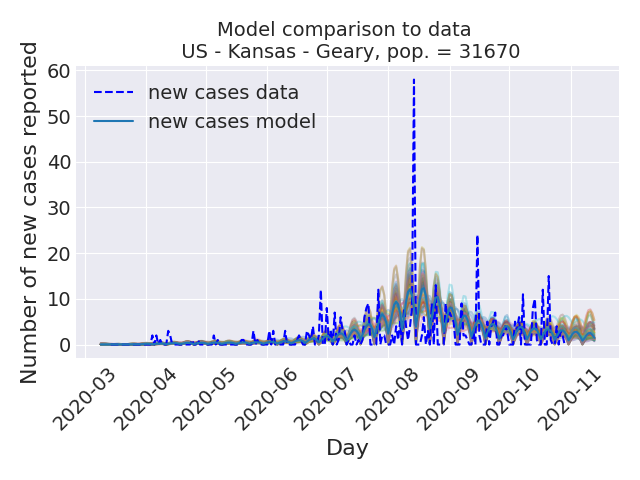 Model comparison to data
US - Kansas - Geary, pop. = 31670
Number of new cases reported
60
50
40
30
20
10
0
new cases data
new cases model
2020-03
2020-04
2020-05
2020-06
2020-07
2020-08
2020-09
2020-10
2020-11
Day